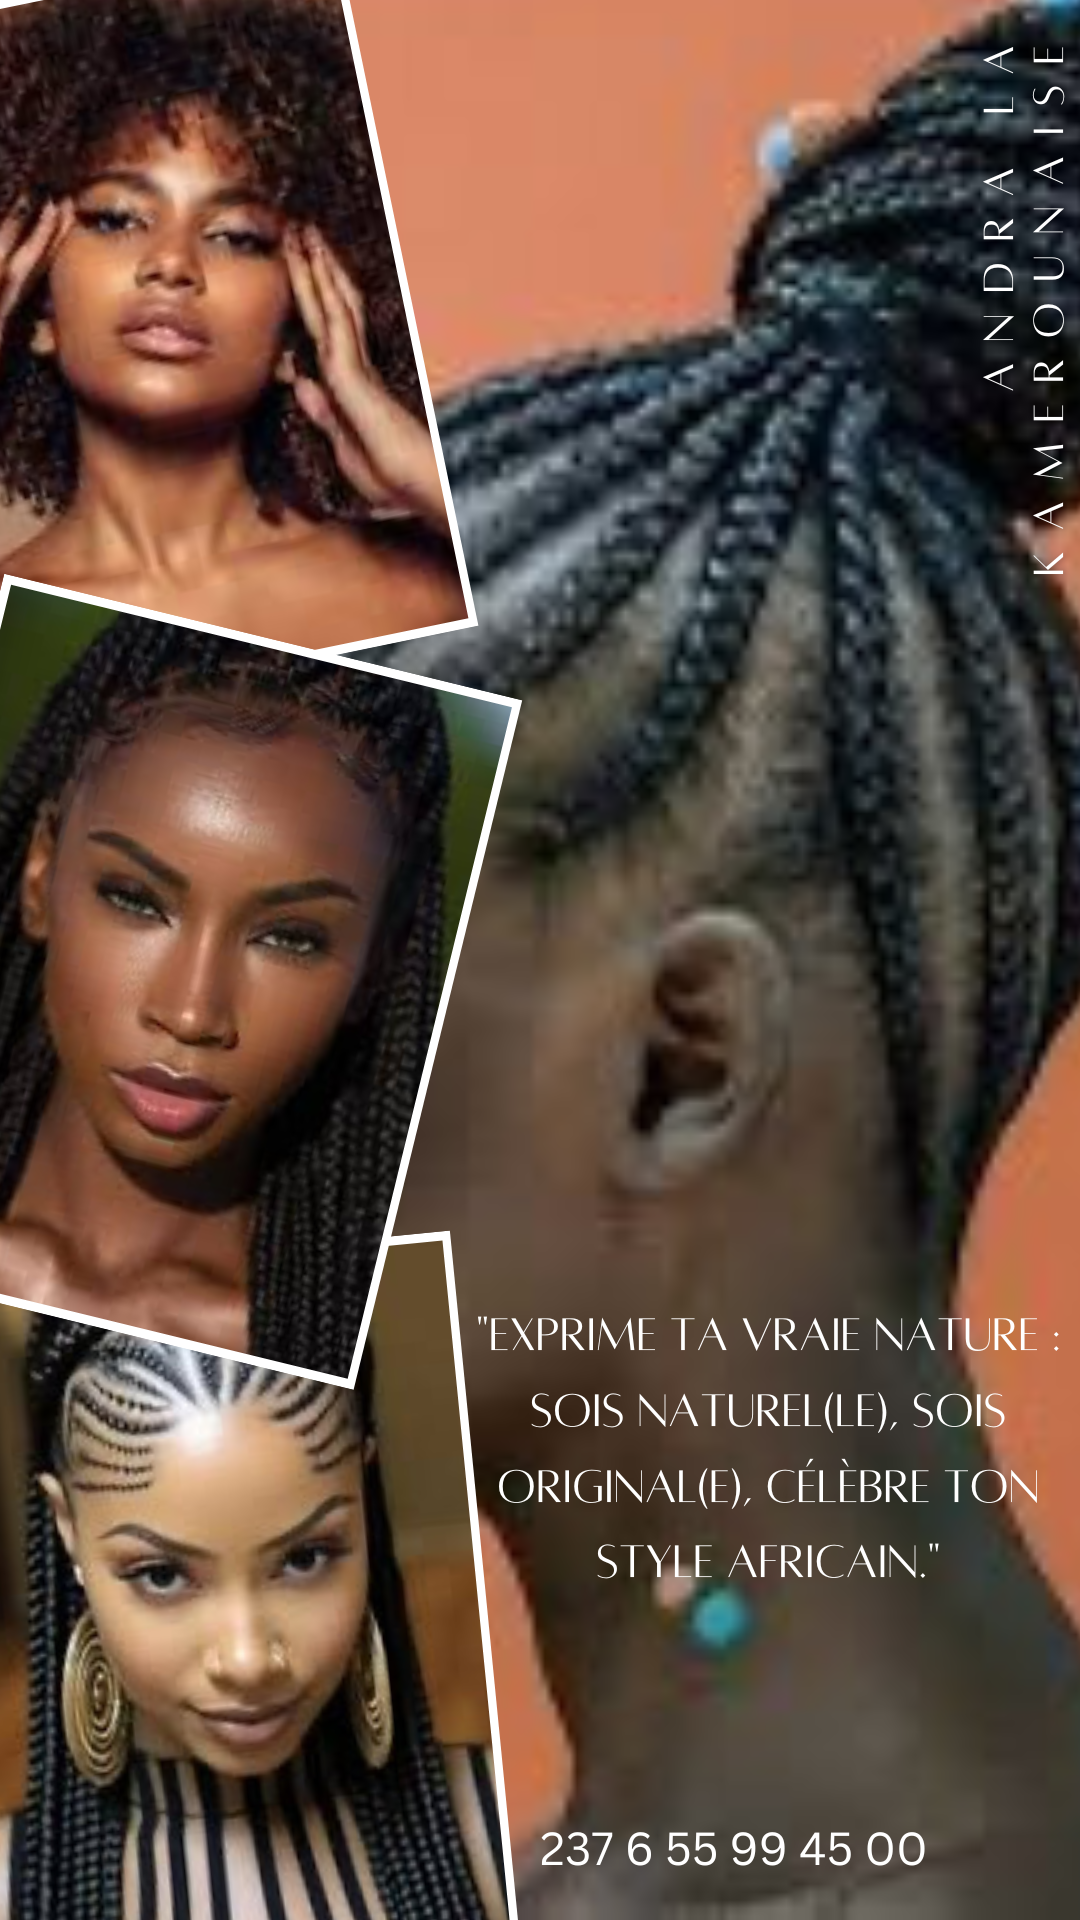 ANDRA LA
KAMEROUNAISE
"EXPRIME TA VRAIE NATURE :
SOIS NATUREL(LE), SOIS
ORIGINAL(E), CÉLÈBRE TON
STYLE AFRICAIN."
237 6 55 99 45 00